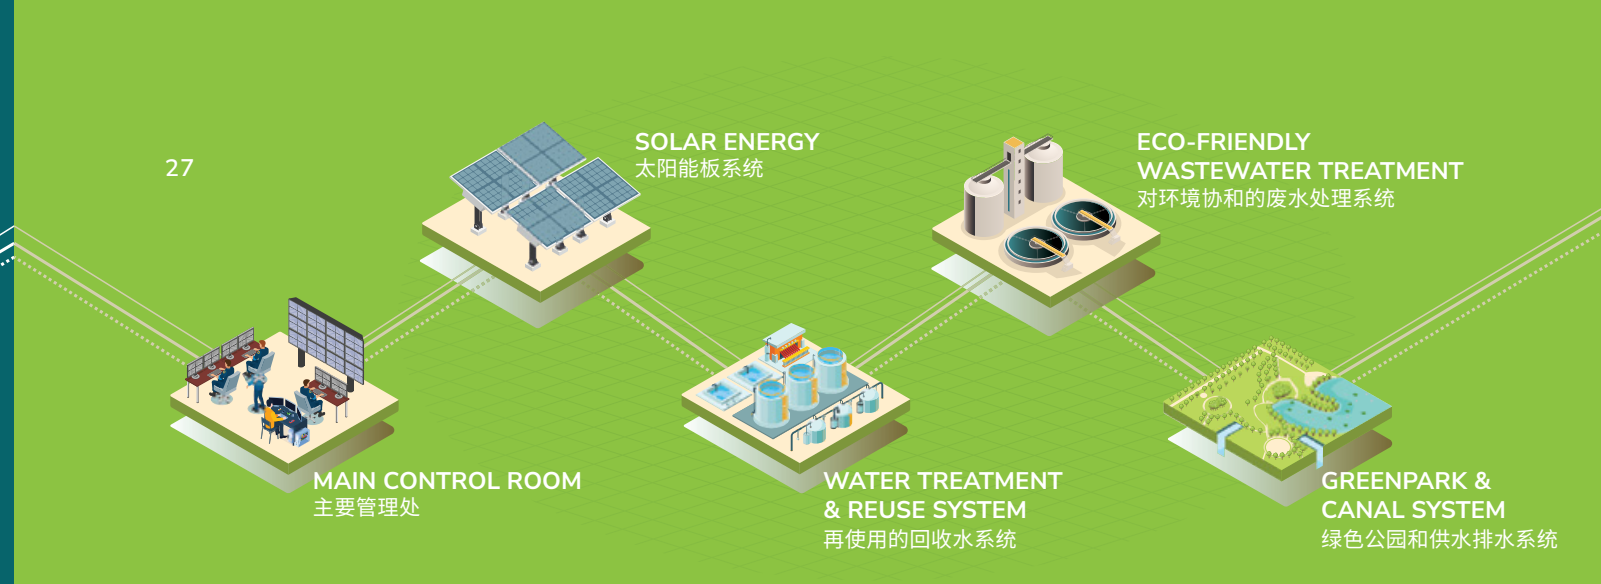 27
SOLAR ENERGY
太阳能板系统
ECO-FRIENDLY
WASTEWATER TREATMENT
对环境协和的废水处理系统
MAIN CONTROL ROOM
主要管理处
WATER TREATMENT
& REUSE SYSTEM
再使用的回收水系统
GREENPARK &
CANAL SYSTEM
绿色公园和供水排水系统